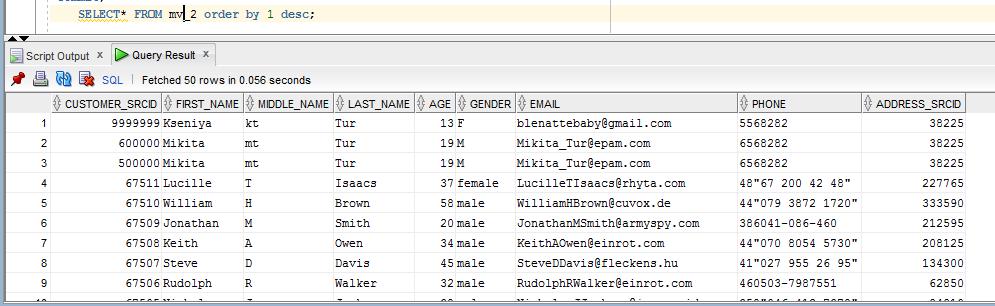 SELECT* FROM mv_2 order by 1 desc;
Script Output x Query Result x
SQL | Fetched 50 rows in 0.056 seconds
CUSTOMER_SRCID FIRST_NAME MIDDLE_NAME LAST_NAME AGE GENDER EMAIL PHONE ADDRESS_SRCID
1 9999999 Kseniya kt Tur 13 F blenattebaby@gmail.com 5568282 38225
2 600000 Mikita mt Tur 19 M Mikita_Tur@epam.com 6568282 38225
3 500000 Mikita mt Tur 19 M Mikita_Tur@epam.com 6568282 38225
4 67511 Lucille T Isaacs 37 female LucilleTIsaacs@rhyta.com 48"67 200 42 48" 227765
5 67510 William H Brown 58 male WilliamHBrown@cuvox.de 44"079 3872 1720" 333590
6 67509 Jonathan M Smith 20 male JonathanMSmith@armyspy.com 386041-086-460 212595
7 67508 Keith A Owen 34 male KeithAOwen@einrot.com 44"070 8054 5730" 208125
8 67507 Steve D Davis 45 male SteveDDavis@fleckens.hu 41"027 955 26 95" 134300
9 67506 Rudolph R Walker 32 male RudolphRWalker@einrot.com 460503-7987551 62850